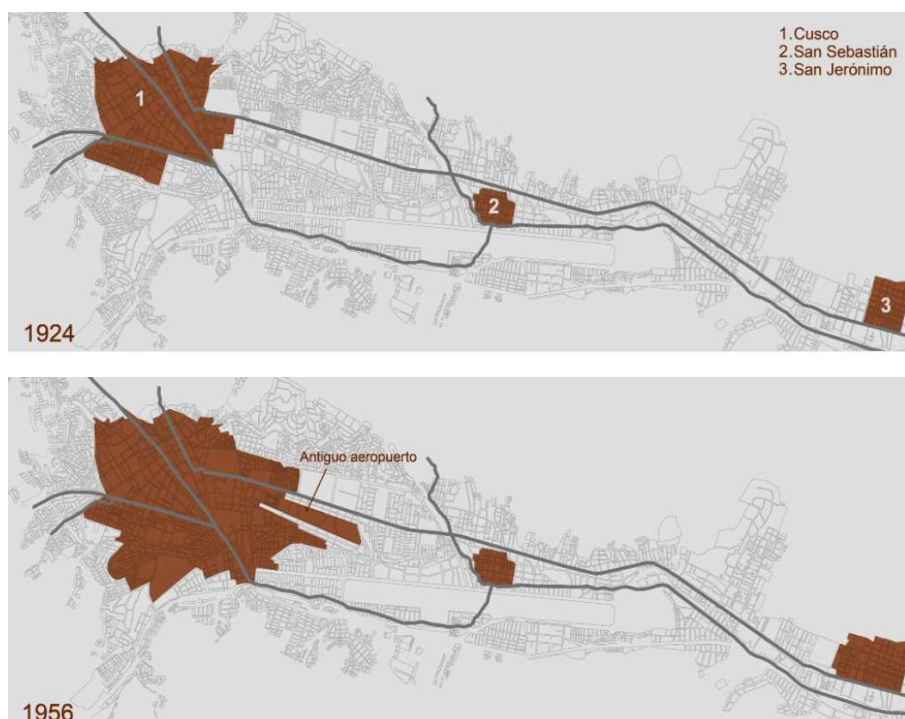 1.Cusco
2.San Sebastián
3.San Jerónimo
1
2
3
1924
Antiguo aeropuerto
1956